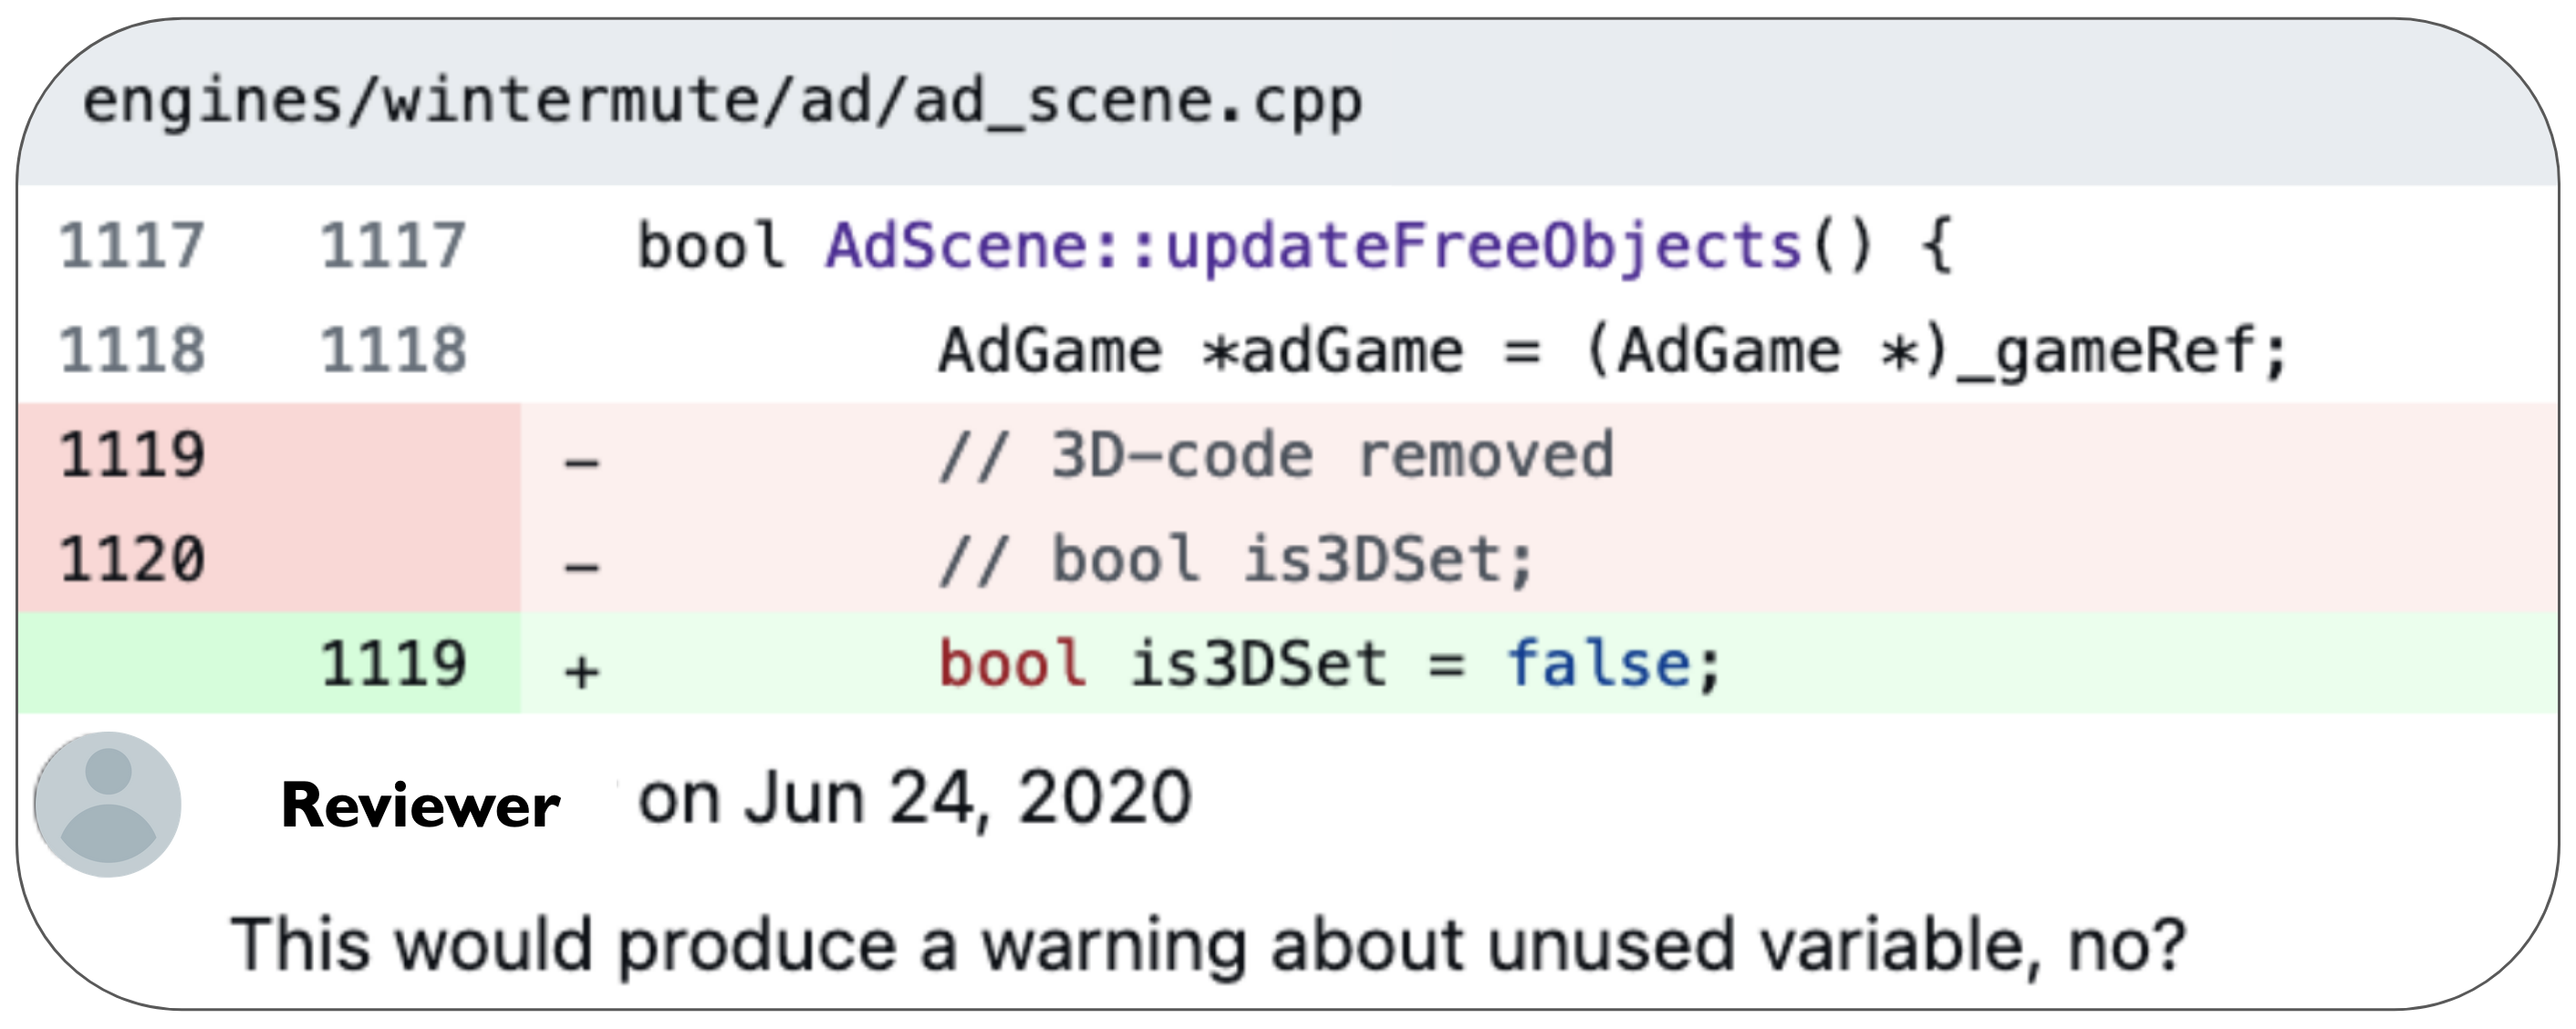 engines/wintermute/ad/ad_scene.cpp
1117 1117 bool AdScene::updateFreeObjects() {
1118 1118 AdGame *adGame = (AdGame *)_gameRef;
1119 - // 3D-code removed
1120 - // bool is3DSet;
1119 + bool is3DSet = false;
Reviewer on Jun 24, 2020
This would produce a warning about unused variable, no?